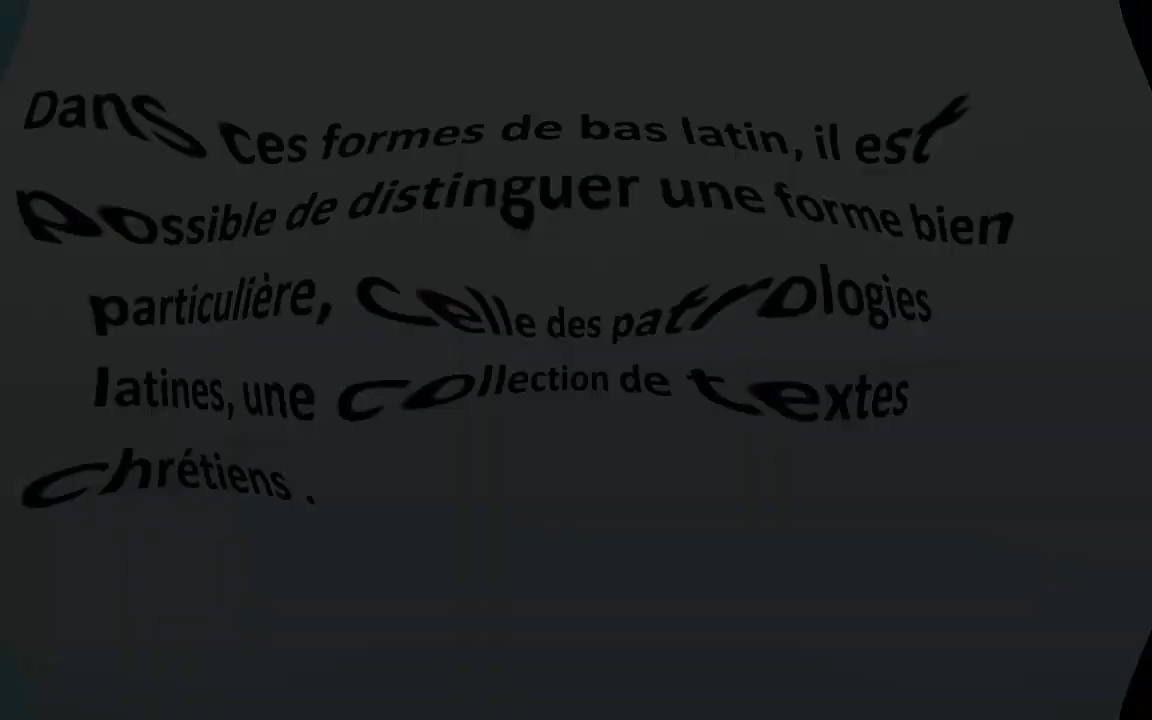 Dans ces formes de bas latin, il est
possible de distinguer une forme bien
particulière, celle des patrologies
latines, une collection de textes
chrétiens .